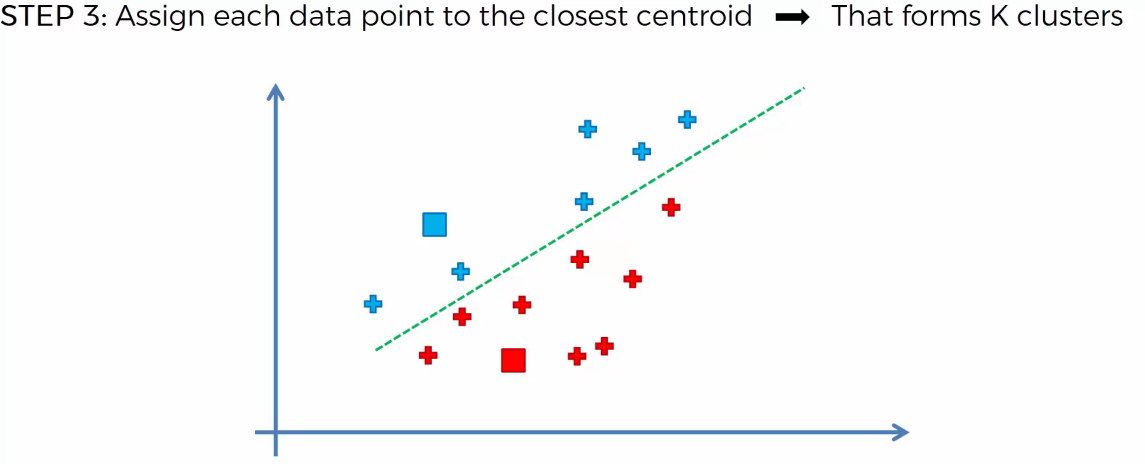 STEP 3: Assign each data point to the closest centroid ➡ That forms K clusters